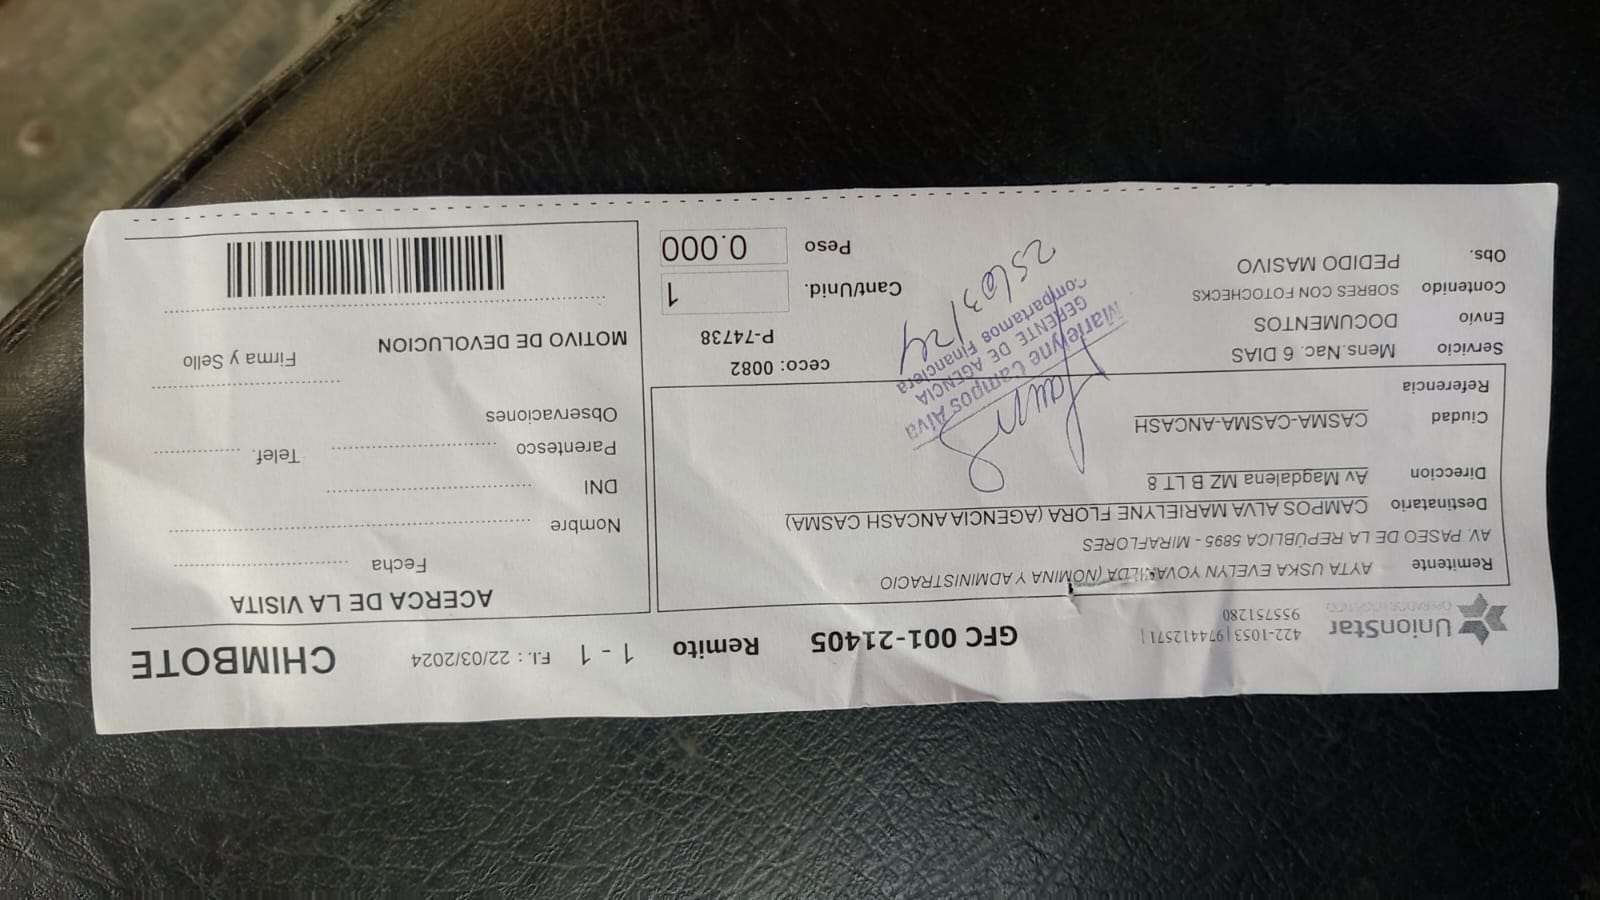 UnionStar
OPERADOR LOGISTICO
422-1053 | 974412571 |
955751280
GFC 001-21405
Remito 1 - 1 F.I. : 22/03/2024 CHIMBOTE
Remitente AYTA USKA EVELYN (NOMINA Y ADMINISTRACIO
AV. PASEO DE LA REPÚBLICA 5895 - MIRAFLORES
Destinatario CAMPOS ALVA MARIELYNE FLORA (AGENCIA ANCASH CASMA)
Direccion Av Magdalena MZ B LT 8
Ciudad CASMA-CASMA-ANCASH
Referencia
Servicio Mens.Nac. 6 DIAS
Envio DOCUMENTOS
Contenido SOBRES CON FOTOCHECKS
Obs. PEDIDO MASIVO
ceco: 0082
P-74738
Cant/Unid. 1
Peso 0.000
Marielyne Campos Alva
GERENTE DE AGENCIA
Compartamos Financiera
25/03/24
ACERCA DE LA VISITA
Fecha
Nombre
DNI
Parentesco Telef.
Observaciones
Firma y Sello
MOTIVO DE DEVOLUCION